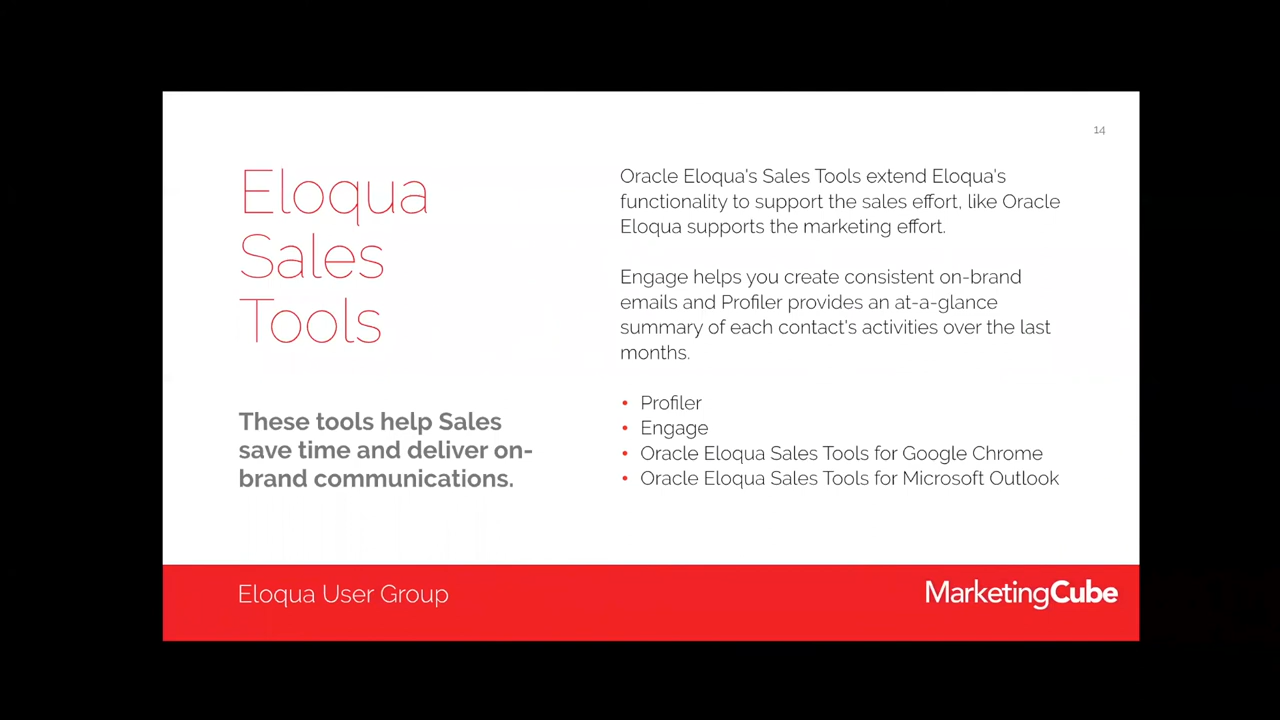 14
Eloqua
Sales
Tools
These tools help Sales
save time and deliver on-
brand communications.
Oracle Eloqua's Sales Tools extend Eloqua's
functionality to support the sales effort, like Oracle
Eloqua supports the marketing effort.
Engage helps you create consistent on-brand
emails and Profiler provides an at-a-glance
summary of each contact's activities over the last
months.
• Profiler
• Engage
• Oracle Eloqua Sales Tools for Google Chrome
• Oracle Eloqua Sales Tools for Microsoft Outlook
Eloqua User Group
MarketingCube